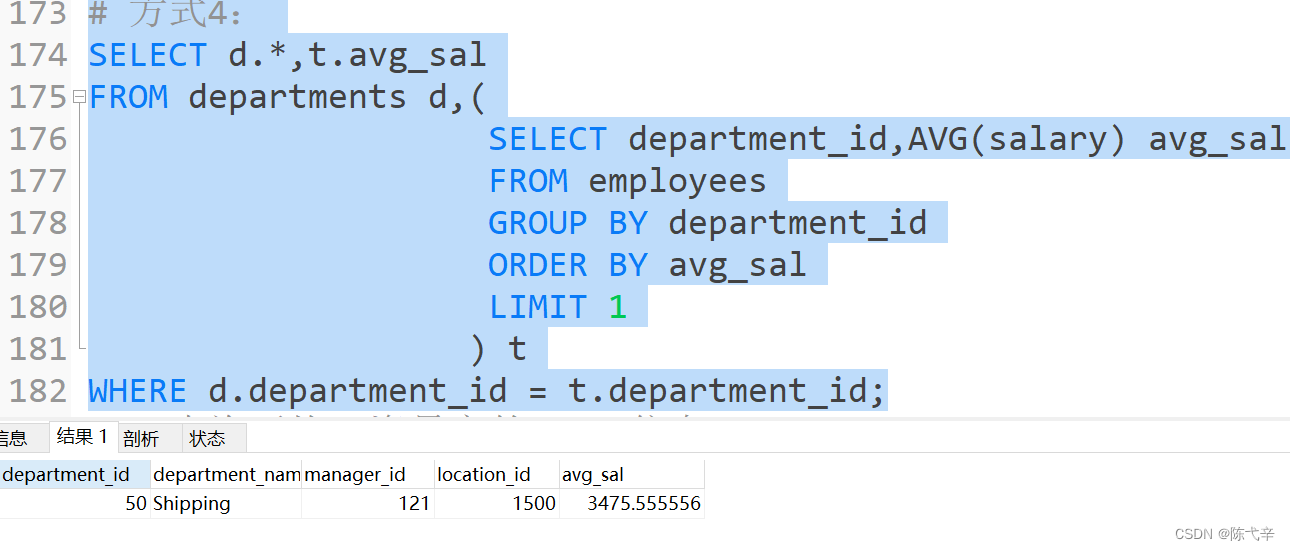 173 # 方式4：
174 SELECT d.*,t.avg_sal
175 FROM departments d,(
176 SELECT department_id,AVG(salary) avg_sal
177 FROM employees
178 GROUP BY department_id
179 ORDER BY avg_sal
180 LIMIT 1
181 ) t
182 WHERE d.department_id = t.department_id;
信息 结果 1 剖析 状态
department_id department_nam manager_id location_id avg_sal
50 Shipping 121 1500 3475.555556
CSDN @陈弋辛